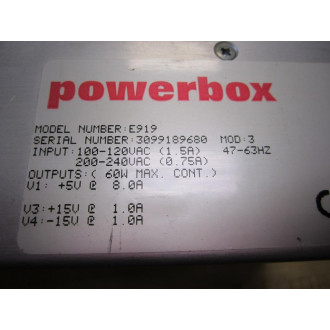 powerbox
MODEL NUMBER:E919
SERIAL NUMBER:3099189680 MOD:3
INPUT:100-120VAC (1.5A) 47-63HZ
200-240VAC (0.75A)
OUTPUTS:( 60W MAX. CONT.)
V1: +5V @ 8.0A
V3:+15V @ 1.0A
V4:-15V @ 1.0A